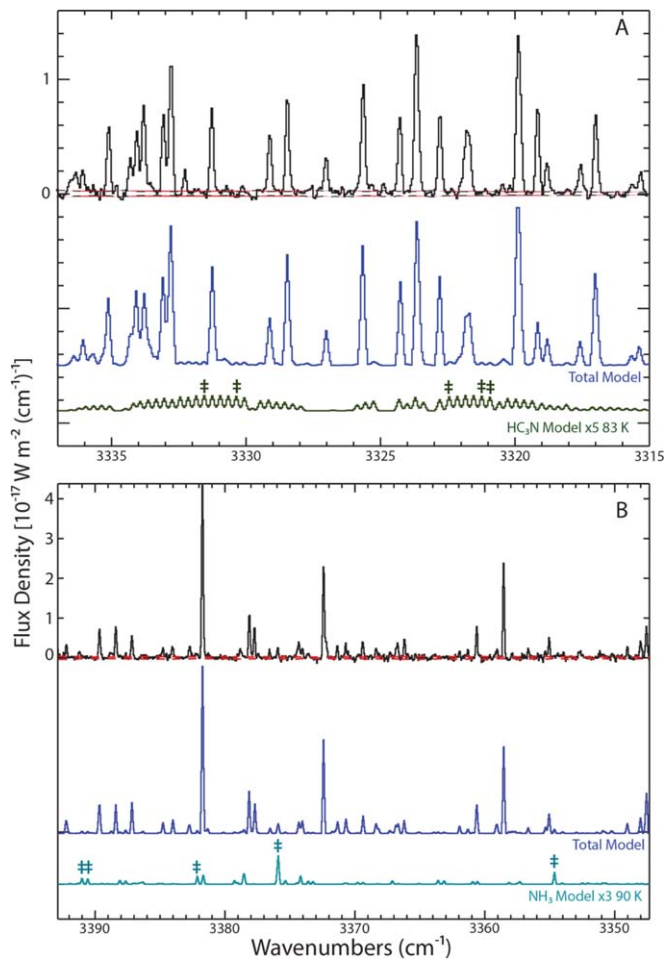 A
1
0
Total Model
‡ ‡ ‡ ‡ ‡
HC₃N Model x5 83 K
3335 3330 3325 3320 3315
Flux Density [10⁻¹⁷ W m⁻² (cm⁻¹)⁻¹]
B
4
3
2
1
0
Total Model
‡‡ ‡ ‡ ‡
NH₃ Model x3 90 K
3390 3380 3370 3360 3350
Wavenumbers (cm⁻¹)